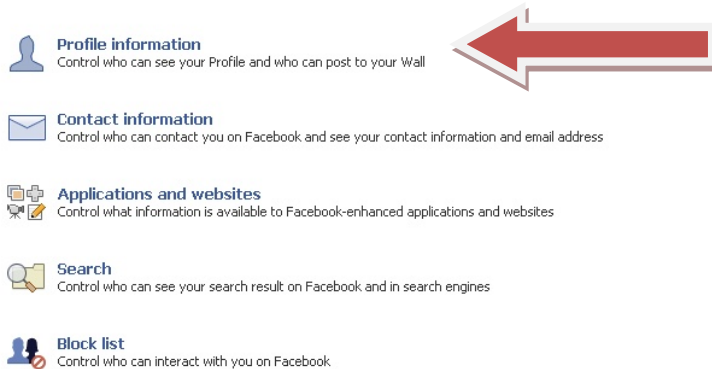 Profile information
Control who can see your Profile and who can post to your Wall
Contact information
Control who can contact you on Facebook and see your contact information and email address
Applications and websites
Control what information is available to Facebook-enhanced applications and websites
Search
Control who can see your search result on Facebook and in search engines
Block list
Control who can interact with you on Facebook